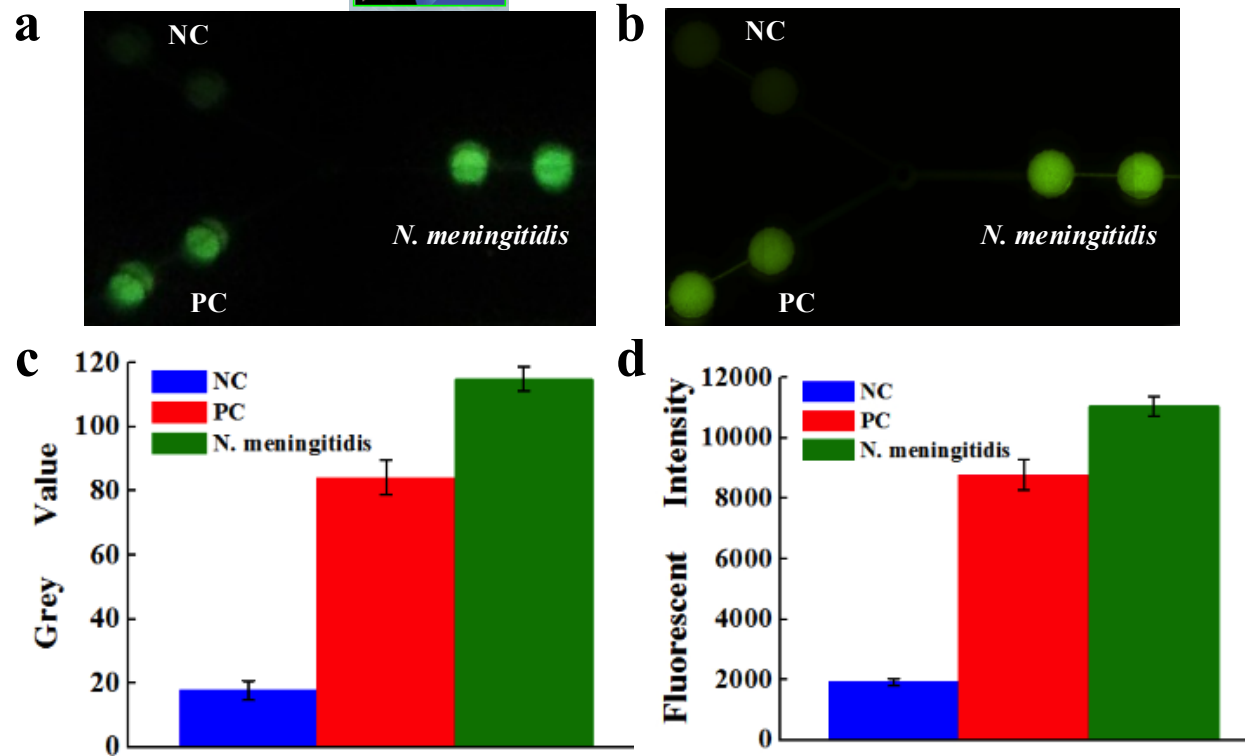 a
NC
N. meningitidis
PC
b
NC
N. meningitidis
PC
c
120
100
80
60
40
20
0
Grey Value
NC
PC
N. meningitidis
d
12000
10000
8000
6000
4000
2000
0
Fluorescent Intensity
NC
PC
N. meningitidis